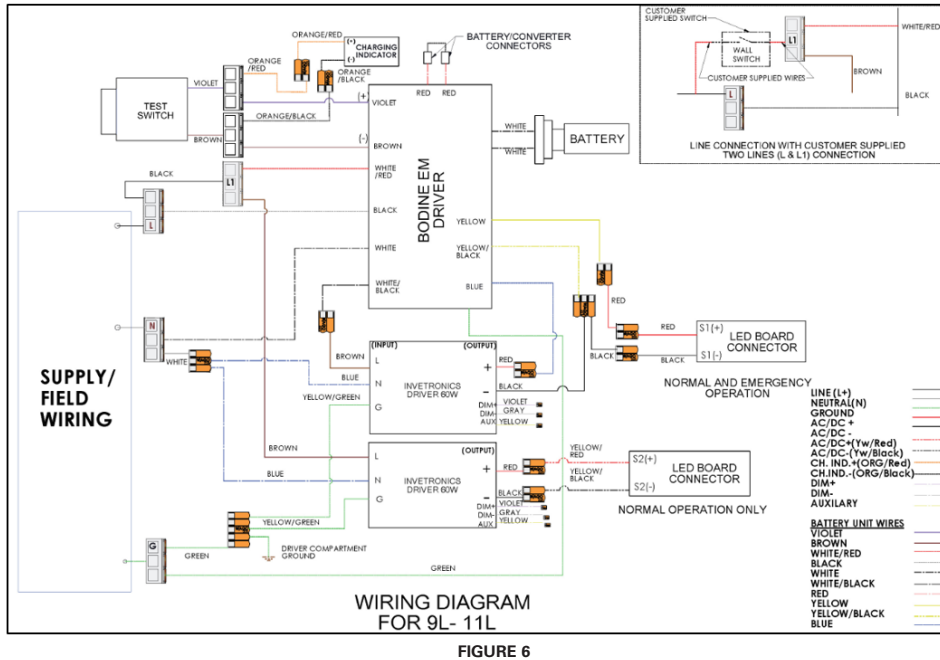 CUSTOMER
SUPPLIED SWITCH
WHITE/RED
L1
WALL
SWITCH
CUSTOMER SUPPLIED WIRES
BROWN
L
BLACK
LINE CONNECTION WITH CUSTOMER SUPPLIED
TWO LINES (L & L1) CONNECTION
ORANGE/RED
(+)
CHARGING
INDICATOR
(-)
ORANGE
/RED
ORANGE
/BLACK
BATTERY/CONVERTER
CONNECTORS
RED
RED
VIOLET
TEST
SWITCH
(+)
VIOLET
ORANGE/BLACK
BROWN
(-)
BROWN
WHITE
WHITE
BATTERY
BLACK
L1
WHITE
/RED
L
BLACK
BODINE EM
DRIVER
YELLOW
WHITE
YELLOW/
BLACK
WHITE/
BLACK
BLUE
N
WHITE
RED
RED
S1(+)
LED BOARD
CONNECTOR
BLACK
BLACK
S1(-)
NORMAL AND EMERGENCY
OPERATION
SUPPLY/
FIELD
WIRING
(INPUT)
(OUTPUT)
BROWN
L
BLUE
N
YELLOW/GREEN
G
INVETRONICS
DRIVER 60W
+
RED
-
BLACK
DIM+
VIOLET
DIM-
GRAY
AUX
YELLOW
BROWN
L
BLUE
N
YELLOW/GREEN
G
INVETRONICS
DRIVER 60W
(OUTPUT)
+
RED
-
BLACK
DIM+
VIOLET
DIM-
GRAY
AUX
YELLOW
YELLOW/
RED
YELLOW/
BLACK
S2(+)
LED BOARD
CONNECTOR
S2(-)
NORMAL OPERATION ONLY
G
GREEN
DRIVER COMPARTMENT
GROUND
GREEN
LINE (L+)
NEUTRAL(N)
GROUND
AC/DC +
AC/DC -
AC/DC+(Yw/Red)
AC/DC-(Yw/Black)
CH. IND.+(ORG/Red)
CH.IND.-(ORG/Black)
DIM+
DIM-
AUXILARY
BATTERY UNIT WIRES
VIOLET
BROWN
WHITE/RED
BLACK
WHITE
WHITE/BLACK
RED
YELLOW
YELLOW/BLACK
BLUE
WIRING DIAGRAM
FOR 9L- 11L
FIGURE 6